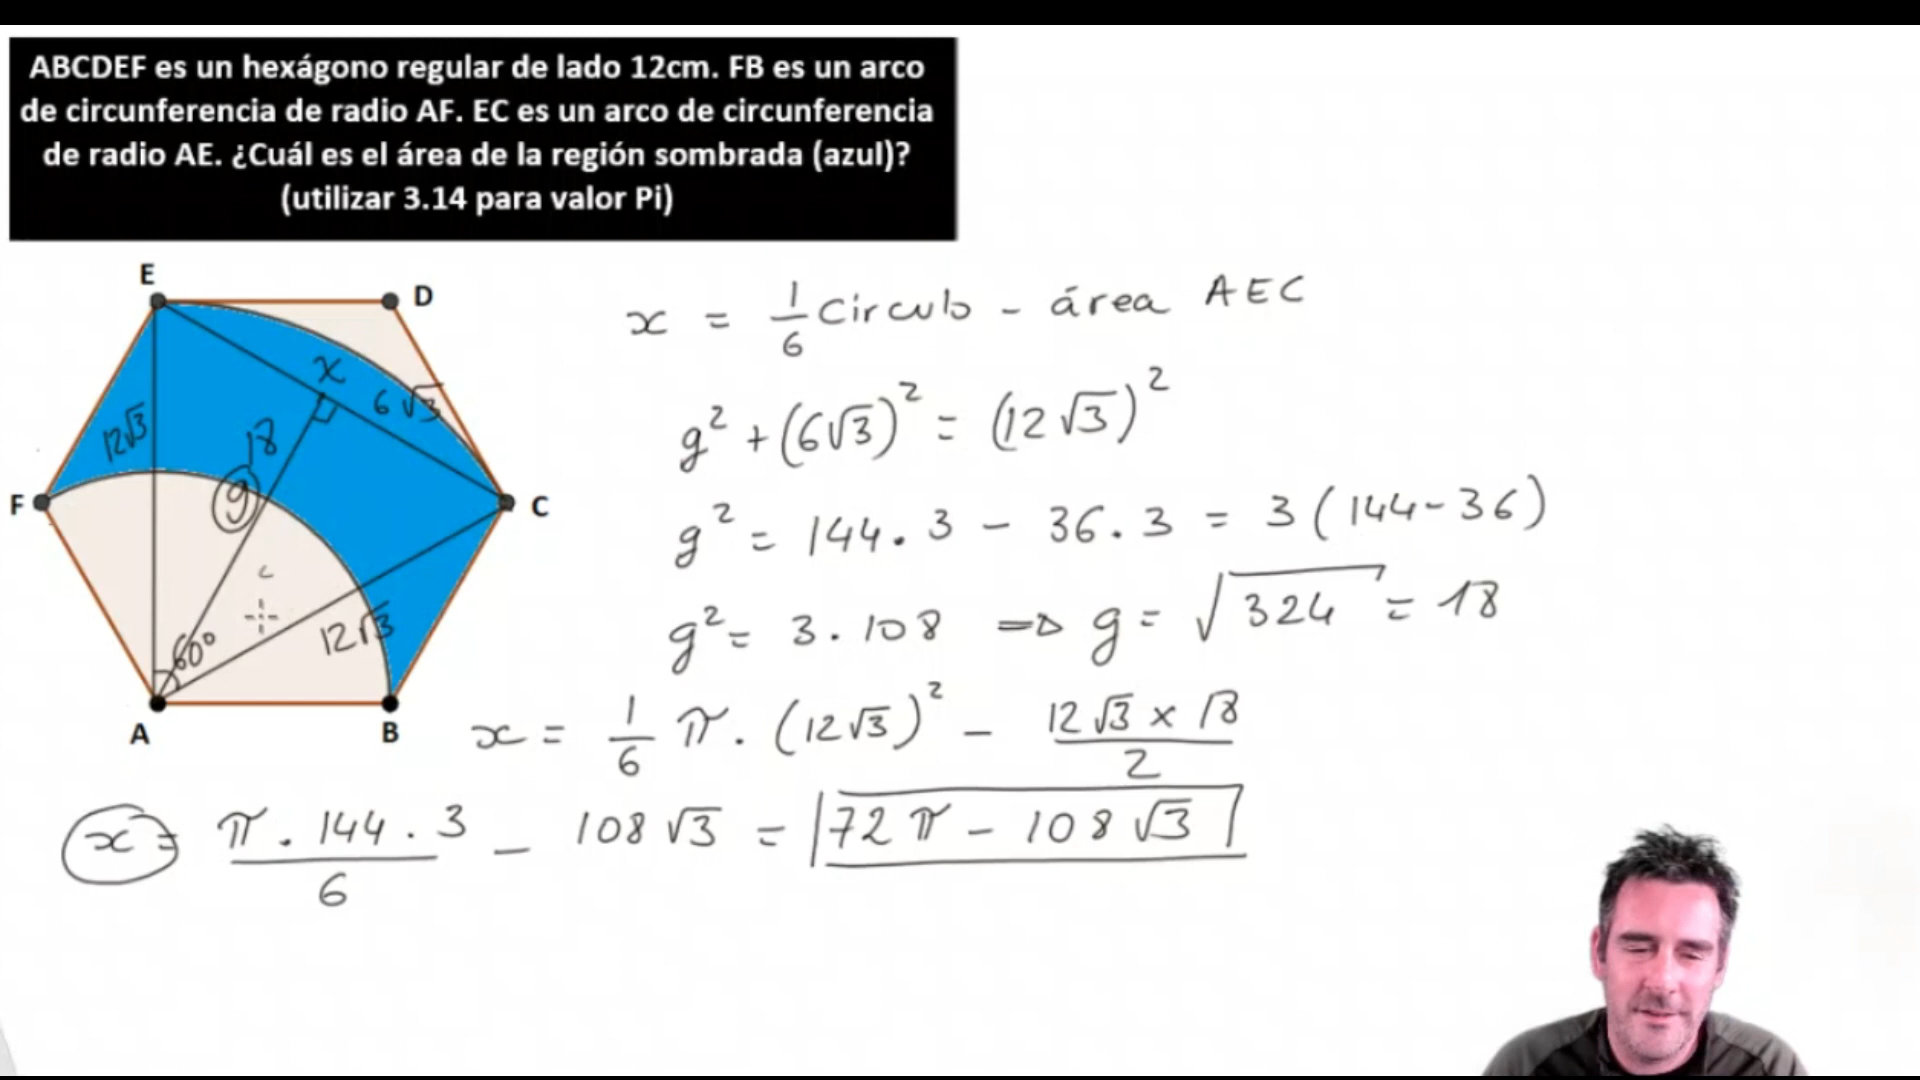 ABCDEF es un hexágono regular de lado 12cm. FB es un arco
de circunferencia de radio AF. EC es un arco de circunferencia
de radio AE. ¿Cuál es el área de la región sombrada (azul)?
(utilizar 3.14 para valor Pi)
E
D
x
6√3
12√3
18
F
g
C
60°
12√3
A
B
x = 1/6 Circulo - área AEC
g² + (6√3)² = (12√3)²
g² = 144.3 - 36.3 = 3(144-36)
g² = 3.108 ⇒ g = √324 = 18
x = 1/6 π.(12√3)² - 12√3 x 18 / 2
x = π.144.3 / 6 - 108√3 = 72π - 108√3